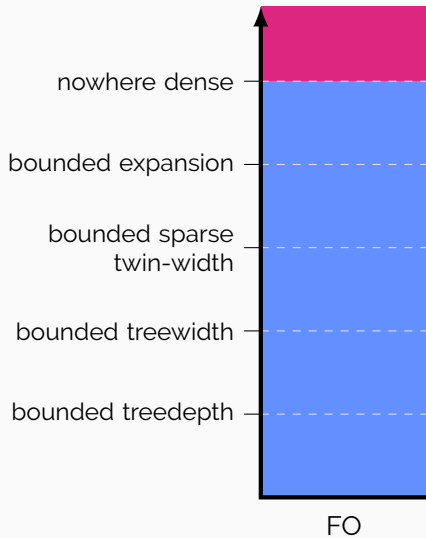 nowhere dense
bounded expansion
bounded sparse
twin-width
bounded treewidth
bounded treedepth
FO